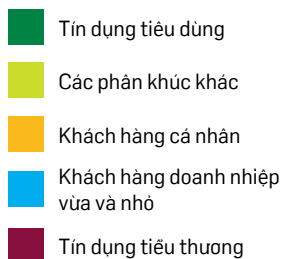 Tín dụng tiêu dùng
Các phân khúc khác
Khách hàng cá nhân
Khách hàng doanh nhiệp
vừa và nhỏ
Tín dụng tiểu thương